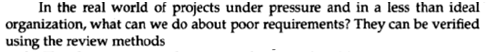 In the real world of projects under pressure and in a less than ideal
organization, what can we do about poor requirements? They can be verified
using the review methods